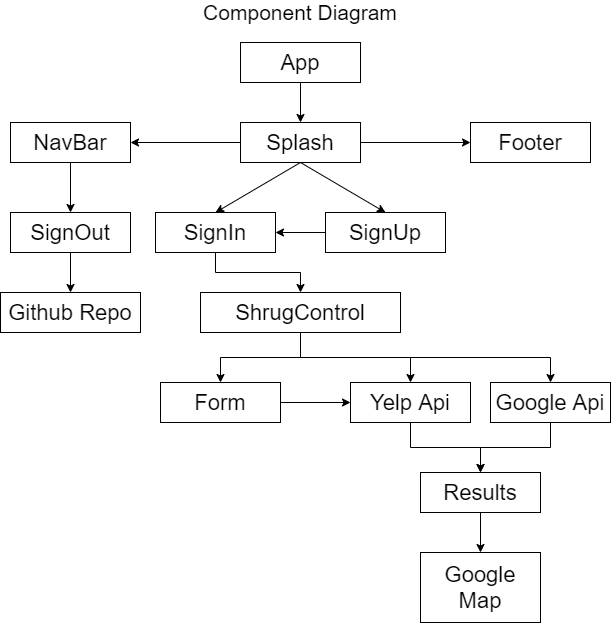 Component Diagram
App
NavBar
Splash
Footer
SignOut
SignIn
SignUp
Github Repo
ShrugControl
Form
Yelp Api
Google Api
Results
Google
Map